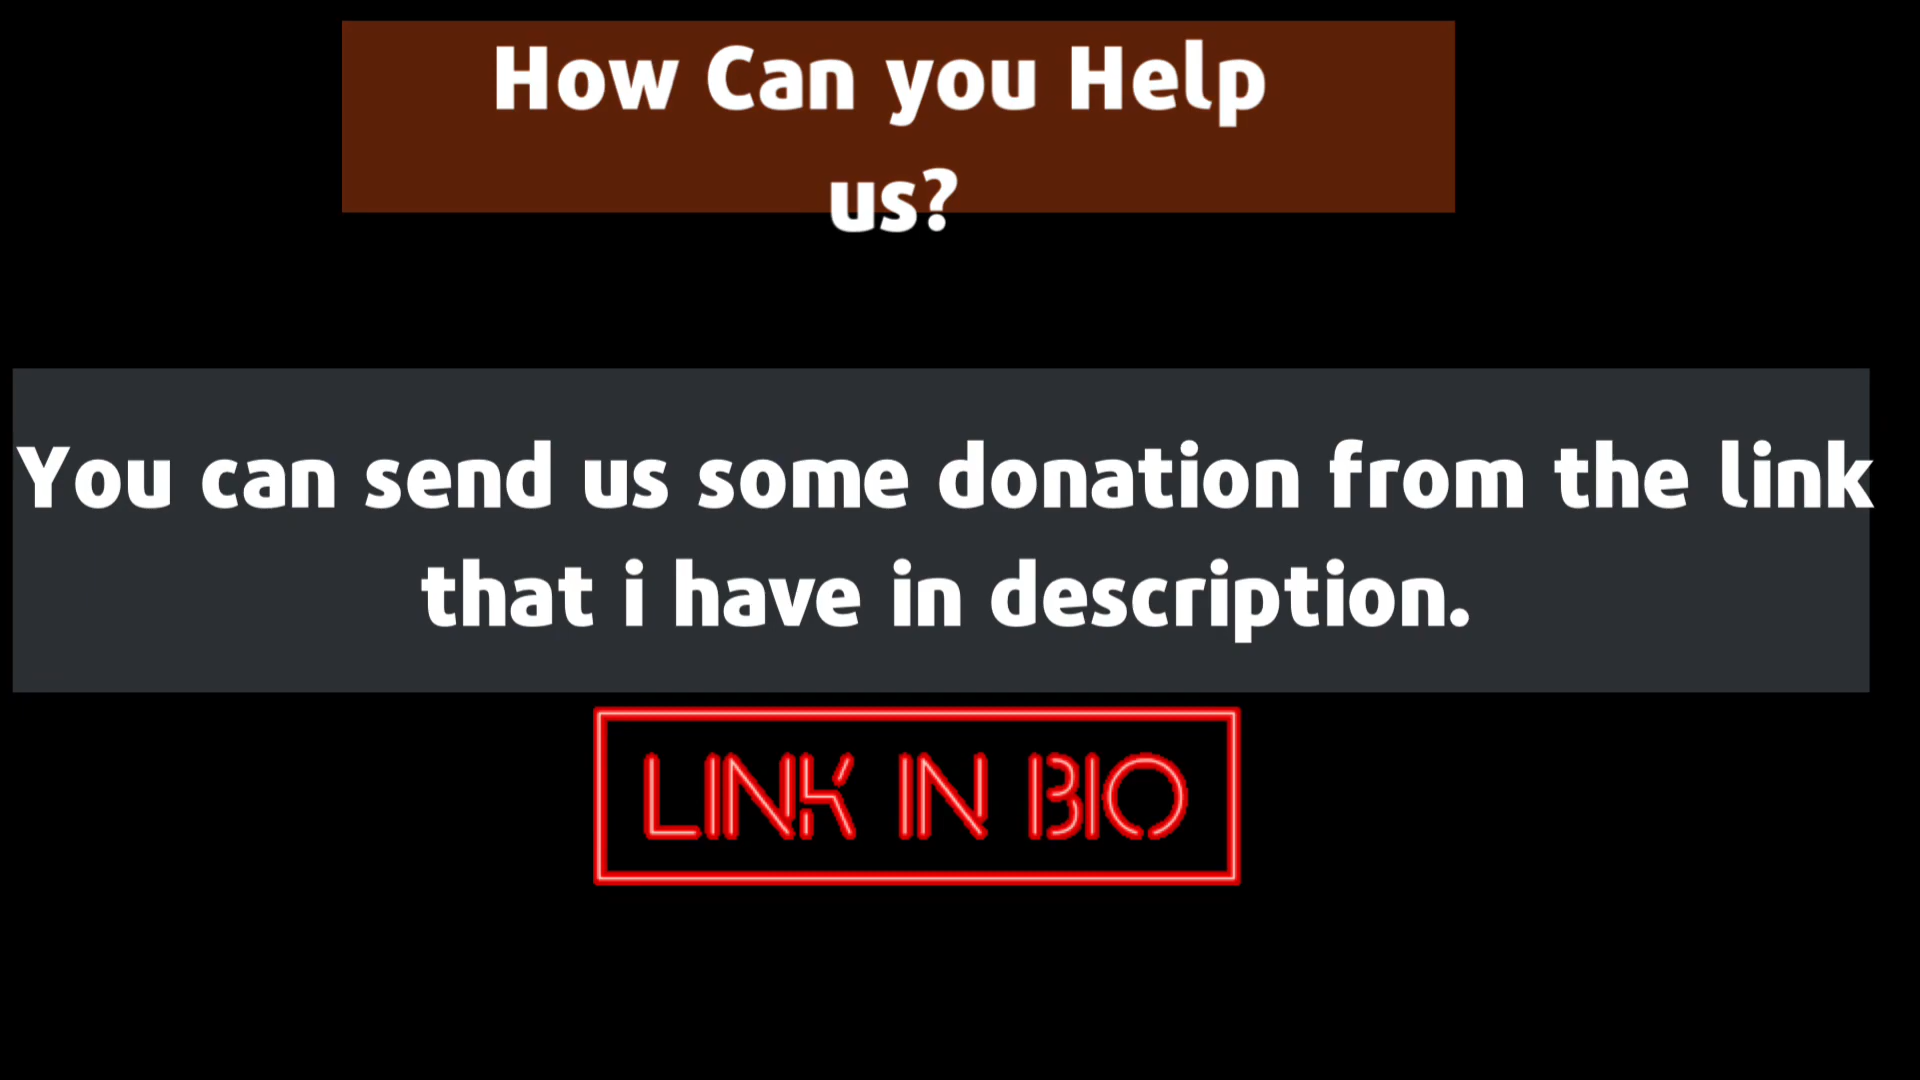 How Can you Help
us?
You can send us some donation from the link
that i have in description.
LINK IN BIO